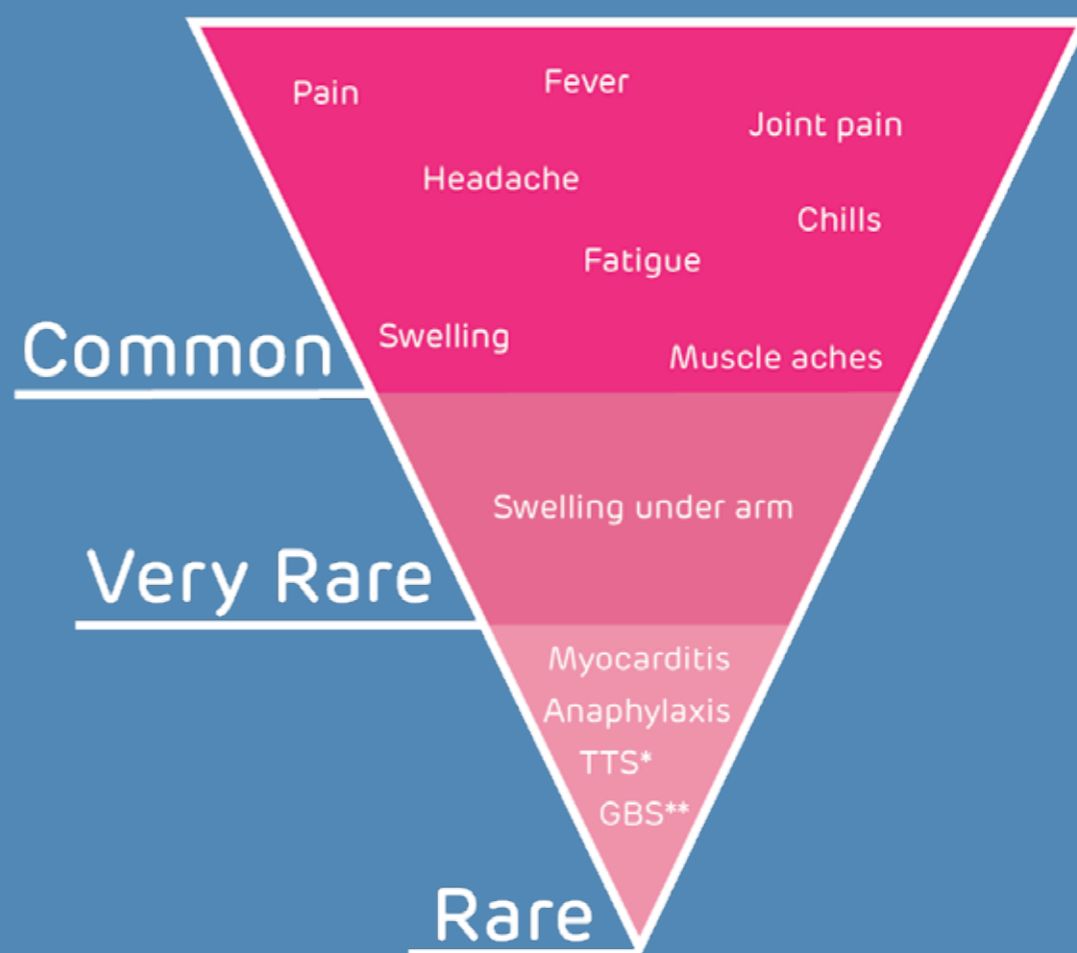 Pain
Fever
Joint pain
Headache
Chills
Fatigue
Swelling
Muscle aches
Common
Swelling under arm
Very Rare
Myocarditis
Anaphylaxis
TTS*
GBS**
Rare